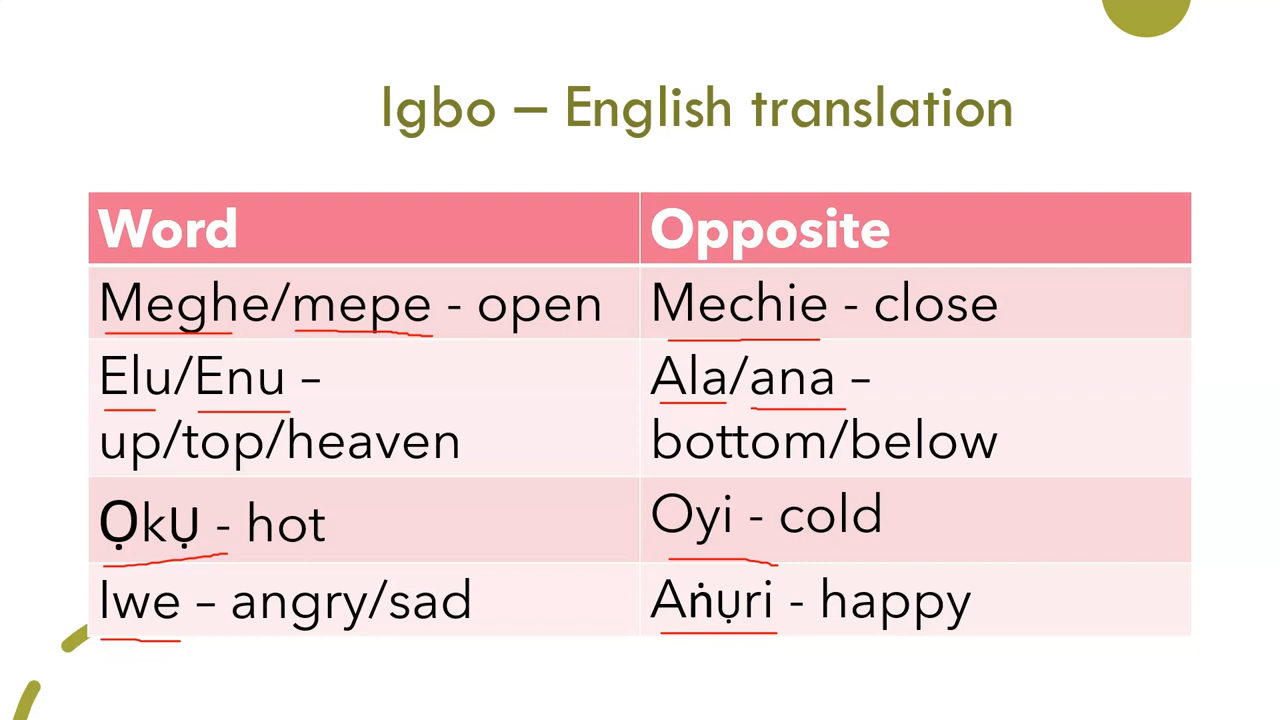 Igbo – English translation
Word
Opposite
Meghe/mepe - open
Mechie - close
Elu/Enu –
up/top/heaven
Ala/ana –
bottom/below
ỌkỤ - hot
Oyi - cold
Iwe – angry/sad
Aṅụri - happy